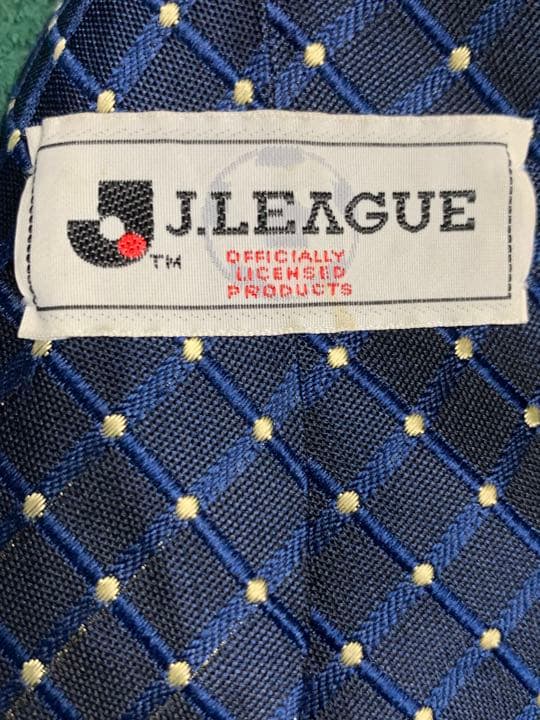 J.LEAGUE
TM
OFFICIALLY
LICENSED
PRODUCTS